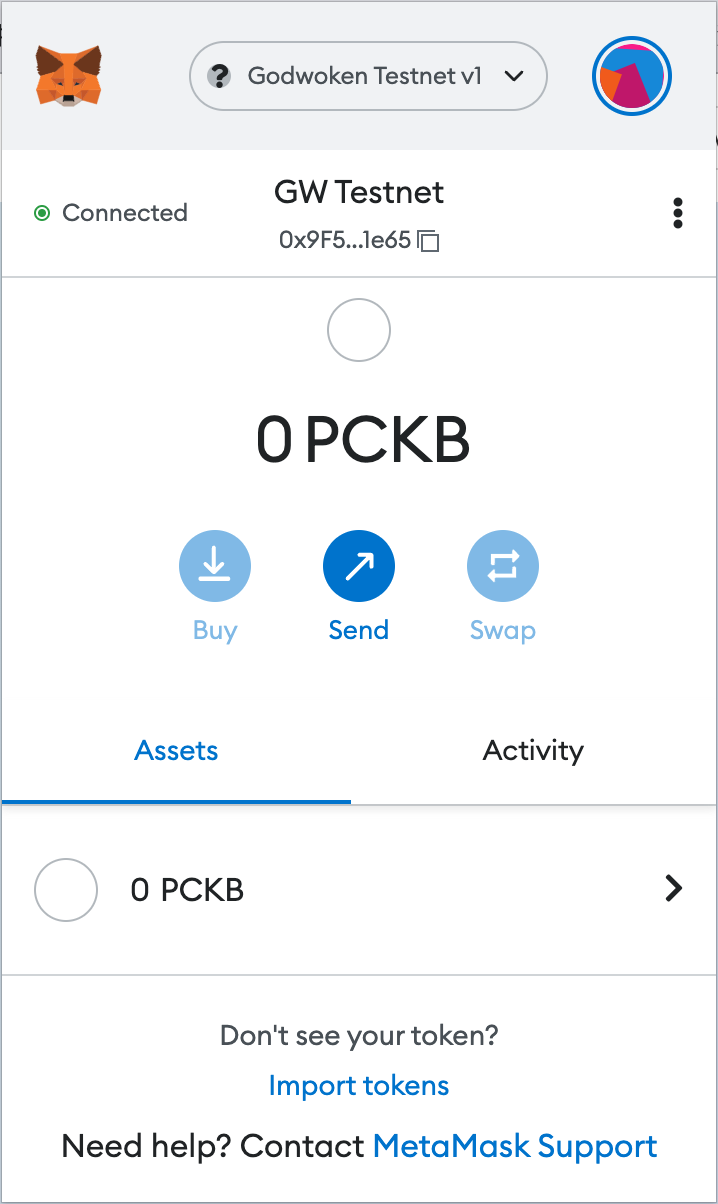 Godwoken Testnet v1
Connected
GW Testnet
0x9F5...1e65
0 PCKB
Buy
Send
Swap
Assets
Activity
0 PCKB
Don't see your token?
Import tokens
Need help? Contact MetaMask Support